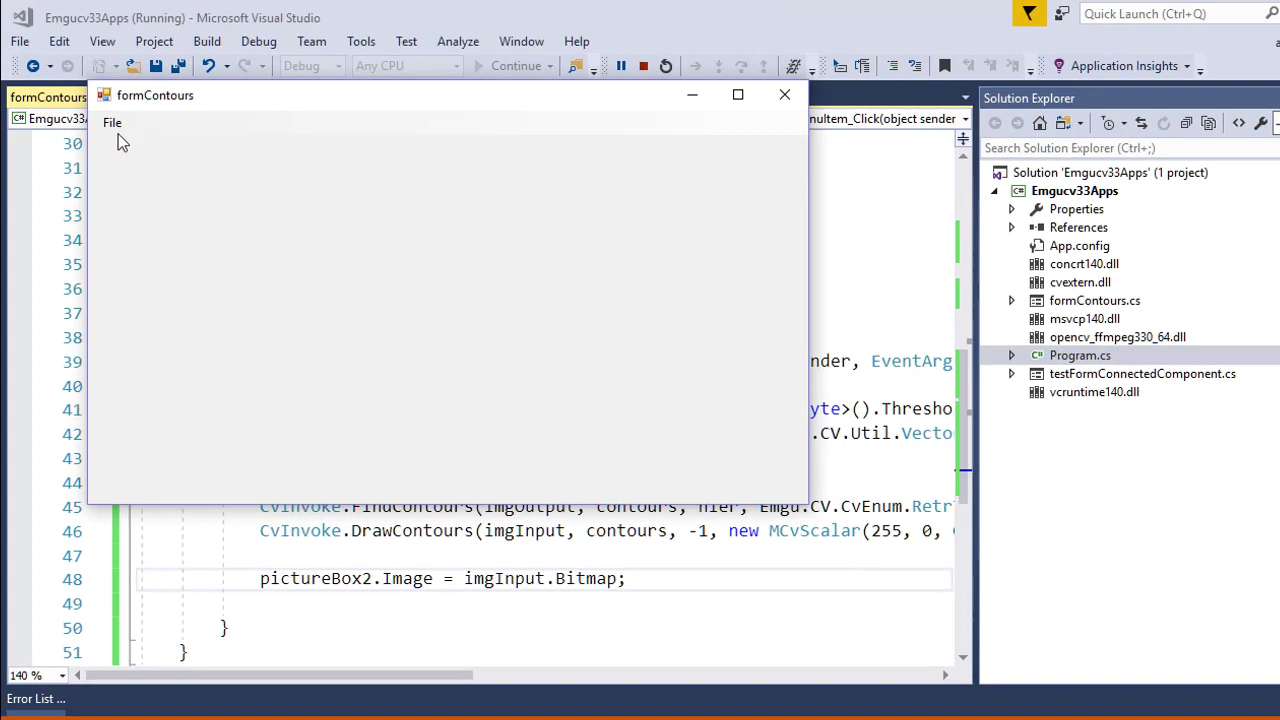 Emgucv33Apps (Running) - Microsoft Visual Studio
Quick Launch (Ctrl+;)
File Edit View Project Build Debug Team Tools Test Analyze Window Help
Debug Any CPU Continue Application Insights
formContours
formContours
Emgucv33A
nuItem_Click(object sender
File
Solution Explorer
Search Solution Explorer (Ctrl+;)
Solution 'Emgucv33Apps' (1 project)
Emgucv33Apps
Properties
References
App.config
concrt140.dll
cvextern.dll
formContours.cs
msvcp140.dll
opencv_ffmpeg330_64.dll
Program.cs
testFormConnectedComponent.cs
vcruntime140.dll
30
31
32
33
34
35
36
37
38
39 nder, EventArg
40
41 yte>().Thresho
42 .CV.Util.Vecto
43
44
45 CvInvoke.FindContours(imgOutput, contours, hier, Emgu.CV.CvEnum.Retr
46 CvInvoke.DrawContours(imgInput, contours, -1, new MCvScalar(255, 0,
47
48 pictureBox2.Image = imgInput.Bitmap;
49
50 }
51 }
140 %
Error List ...